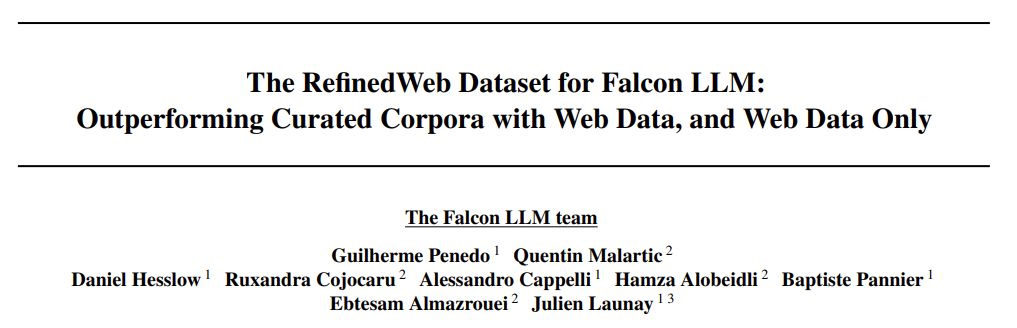 The RefinedWeb Dataset for Falcon LLM:
Outperforming Curated Corpora with Web Data, and Web Data Only
The Falcon LLM team
Guilherme Penedo 1 Quentin Malartic 2
Daniel Hesslow 1 Ruxandra Cojocaru 2 Alessandro Cappelli 1 Hamza Alobeidli 2 Baptiste Pannier 1
Ebtesam Almazrouei 2 Julien Launay 1 3